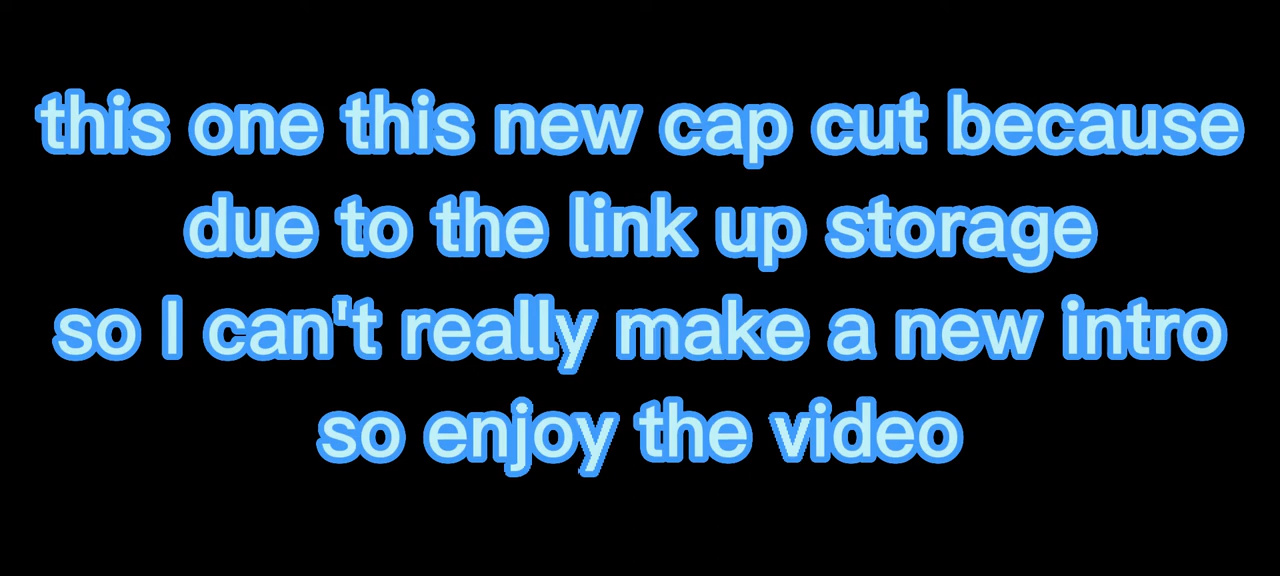 this one this new cap cut because
due to the link up storage
so I can't really make a new intro
so enjoy the video